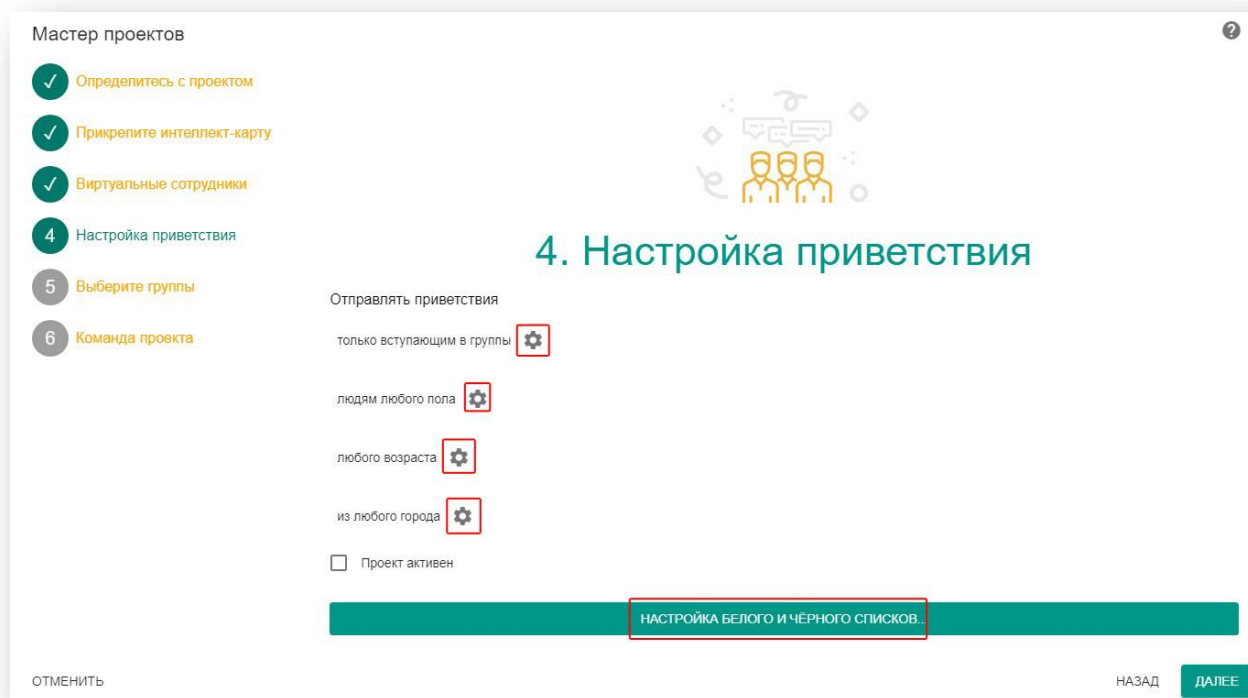 Мастер проектов
Определитесь с проектом
Прикрепите интеллект-карту
Виртуальные сотрудники
4 Настройка приветствия
5 Выберите группы
6 Команда проекта
4. Настройка приветствия
Отправлять приветствия
только вступающим в группы
людям любого пола
любого возраста
из любого города
Проект активен
НАСТРОЙКА БЕЛОГО И ЧЁРНОГО СПИСКОВ..
ОТМЕНИТЬ
НАЗАД
ДАЛЕЕ